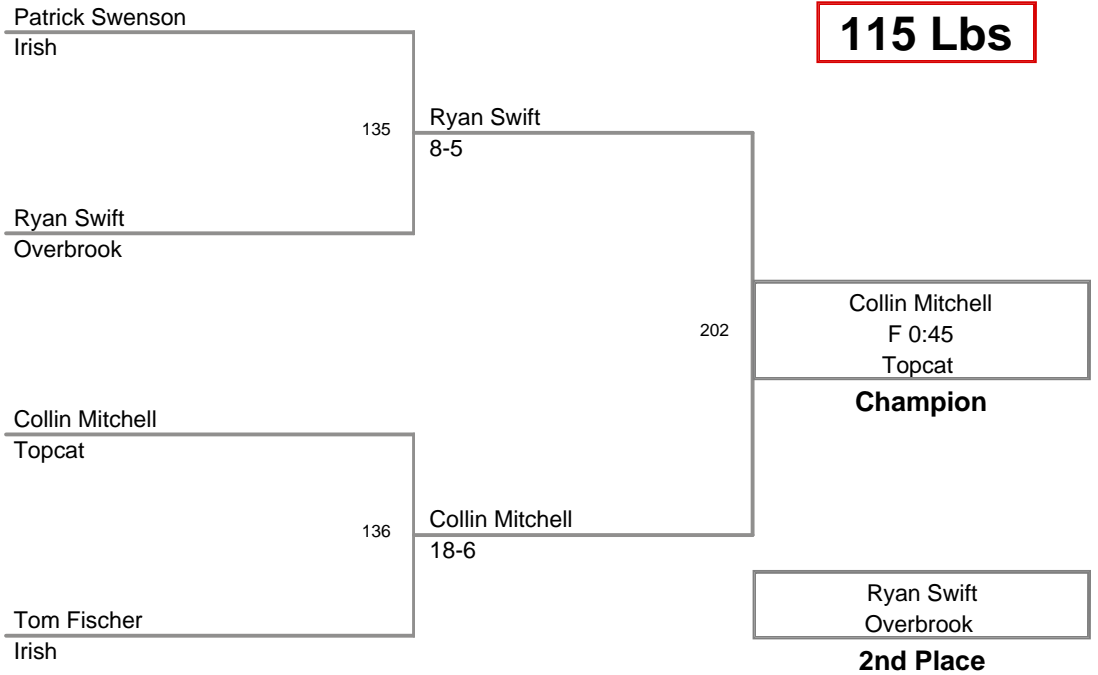 115 Lbs
Patrick Swenson
Irish
135
Ryan Swift
8-5
Ryan Swift
Overbrook
202
Collin Mitchell
F 0:45
Topcat
Champion
Collin Mitchell
Topcat
136
Collin Mitchell
18-6
Tom Fischer
Irish
Ryan Swift
Overbrook
2nd Place